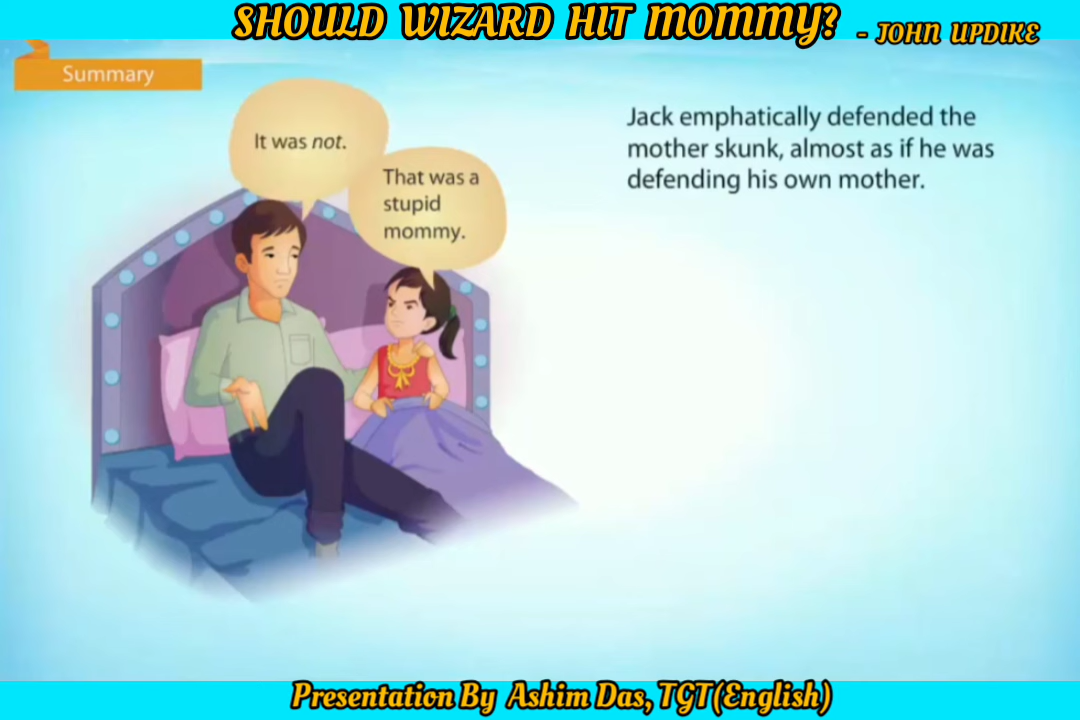 SHOULD WIZARD HIT mommy? - JOHN UPDIKE
Summary
It was not.
That was a
stupid
mommy.
Jack emphatically defended the
mother skunk, almost as if he was
defending his own mother.
Presentation By Ashim Das, TGT(English)